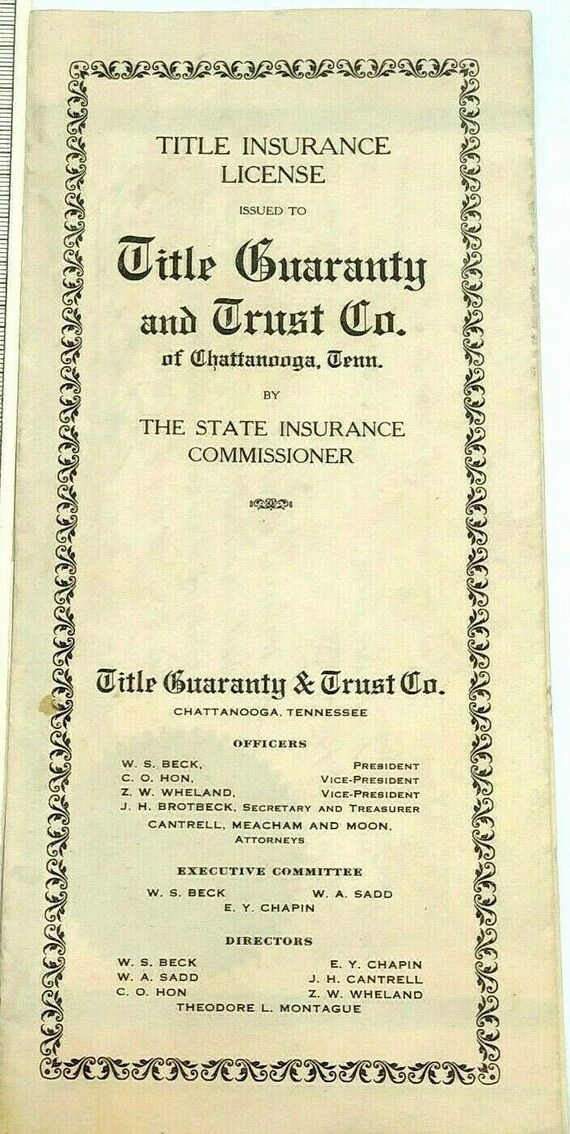 TITLE INSURANCE
LICENSE
ISSUED TO
Title Guaranty
and Trust Co.
of Chattanooga, Tenn.
BY
THE STATE INSURANCE
COMMISSIONER
Title Guaranty & Trust Co.
CHATTANOOGA, TENNESSEE
OFFICERS
W. S. BECK, PRESIDENT
C. O. HON, VICE-PRESIDENT
Z. W. WHELAND, VICE-PRESIDENT
J. H. BROTBECK, SECRETARY AND TREASURER
CANTRELL, MEACHAM AND MOON,
ATTORNEYS
EXECUTIVE COMMITTEE
W. S. BECK W. A. SADD
E. Y. CHAPIN
DIRECTORS
W. S. BECK E. Y. CHAPIN
W. A. SADD J. H. CANTRELL
C. O. HON Z. W. WHELAND
THEODORE L. MONTAGUE